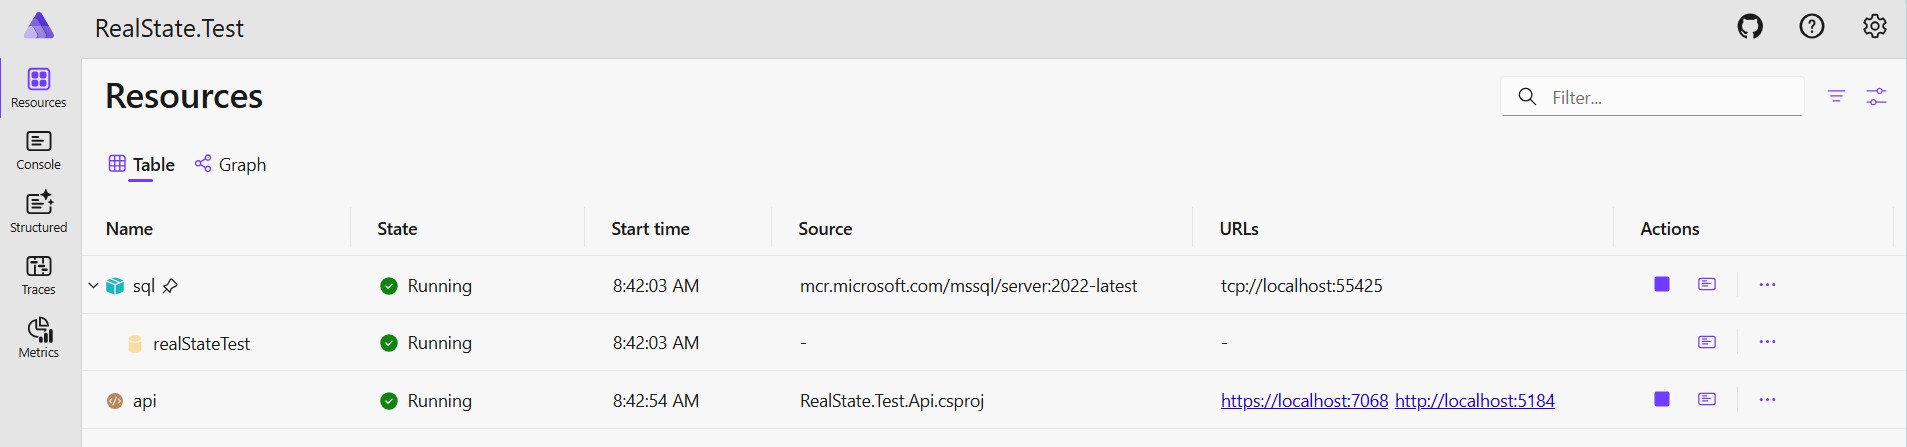 RealState.Test
Resources
Console
Structured
Traces
Metrics
Resources
Filter...
Table Graph
Name State Start time Source URLs Actions
sql Running 8:42:03 AM mcr.microsoft.com/mssql/server:2022-latest tcp://localhost:55425
realStateTest Running 8:42:03 AM - -
api Running 8:42:54 AM RealState.Test.Api.csproj https://localhost:7068 http://localhost:5184